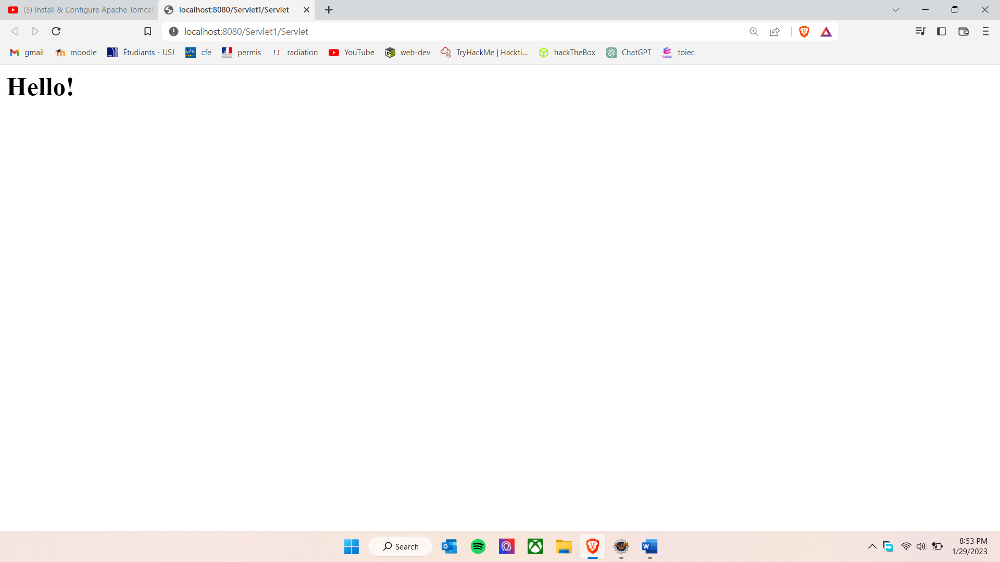 (3) Install & Configure Apache Tomcat
localhost:8080/Servlet1/Servlet
localhost:8080/Servlet1/Servlet
gmail
moodle
Étudiants - USJ
cfe
permis
radiation
YouTube
web-dev
TryHackMe | Hackti...
hackTheBox
ChatGPT
toiec
Hello!
Search
8:53 PM
1/29/2023